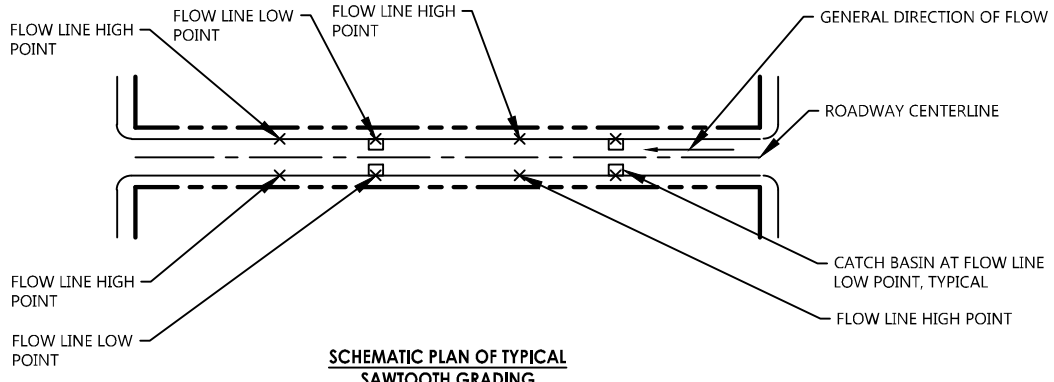 FLOW LINE HIGH
POINT
FLOW LINE LOW
POINT
FLOW LINE HIGH
POINT
GENERAL DIRECTION OF FLOW
ROADWAY CENTERLINE
FLOW LINE HIGH
POINT
FLOW LINE LOW
POINT
CATCH BASIN AT FLOW LINE
LOW POINT, TYPICAL
FLOW LINE HIGH POINT
SCHEMATIC PLAN OF TYPICAL
SAWTOOTH GRADING